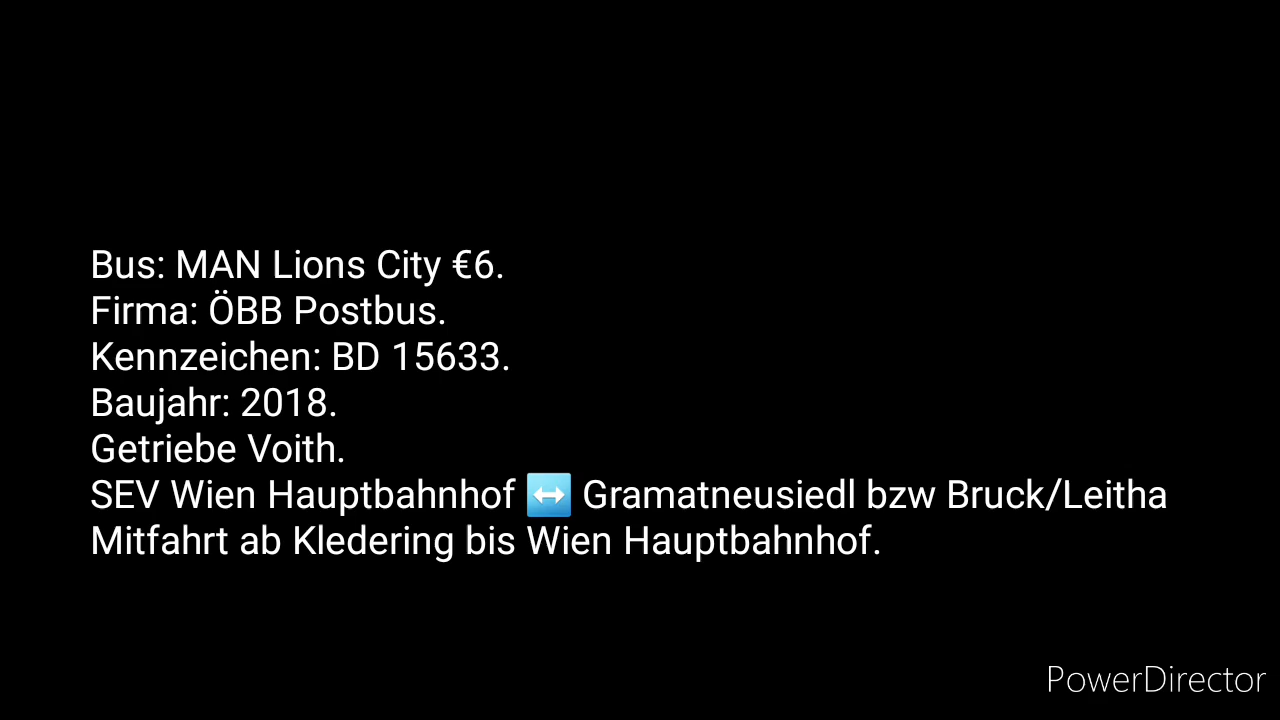 Bus: MAN Lions City €6.
Firma: ÖBB Postbus.
Kennzeichen: BD 15633.
Baujahr: 2018.
Getriebe Voith.
SEV Wien Hauptbahnhof ↔️ Gramatneusiedl bzw Bruck/Leitha
Mitfahrt ab Kledering bis Wien Hauptbahnhof.
PowerDirector